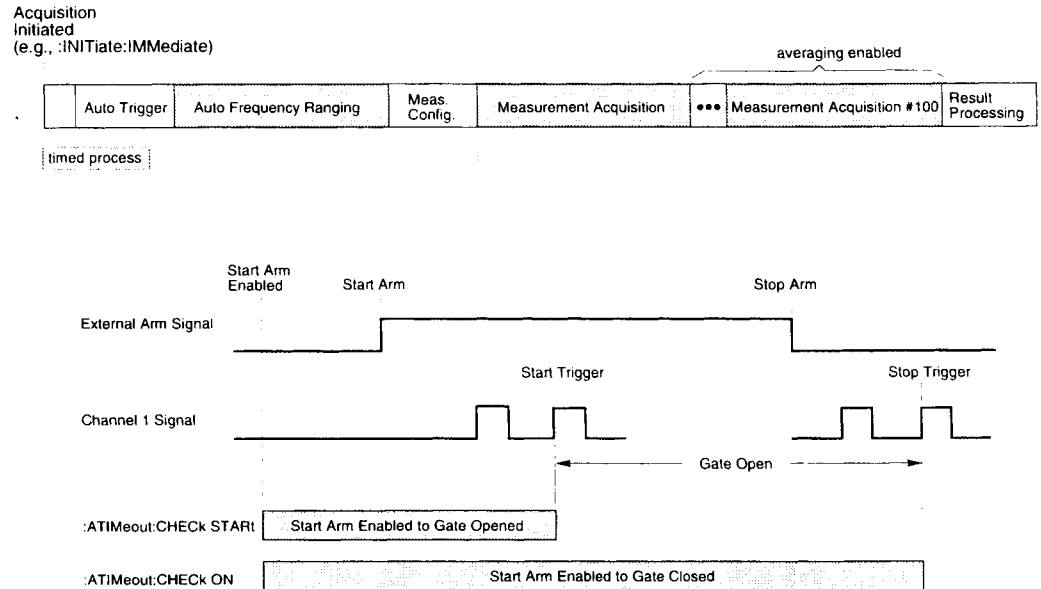 Acquisition
Initiated
(e.g., :INITiate:IMMediate)
averaging enabled
Auto Trigger
Auto Frequency Ranging
Meas.
Config.
Measurement Acquisition
•••
Measurement Acquisition #100
Result
Processing
timed process
Start Arm
Enabled
Start Arm
Stop Arm
External Arm Signal
Start Trigger
Stop Trigger
Channel 1 Signal
Gate Open
:ATIMeout:CHECk STARt
Start Arm Enabled to Gate Opened
:ATIMeout:CHECk ON
Start Arm Enabled to Gate Closed